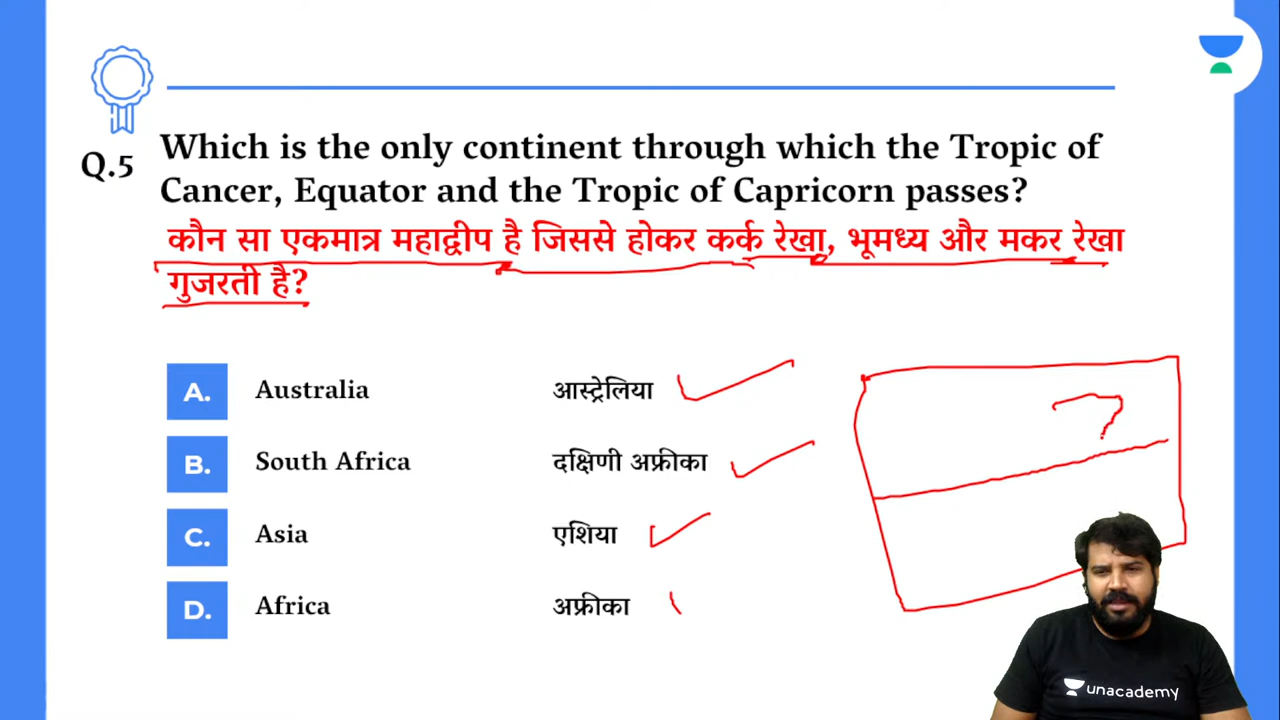 Q.5
Which is the only continent through which the Tropic of
Cancer, Equator and the Tropic of Capricorn passes?
कौन सा एकमात्र महाद्वीप है जिससे होकर कर्क रेखा, भूमध्य और मकर रेखा
गुजरती है?
A. Australia आस्ट्रेलिया
B. South Africa दक्षिणी अफ्रीका
C. Asia एशिया
D. Africa अफ्रीका
unacademy